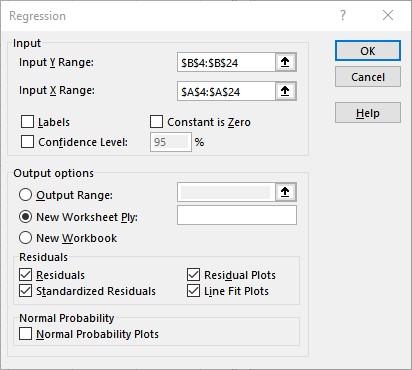 Regression
? ×
Input
Input Y Range: $B$4:$B$24
Input X Range: $A$4:$A$24
Labels Constant is Zero
Confidence Level: 95 %
OK
Cancel
Help
Output options
Output Range:
New Worksheet Ply:
New Workbook
Residuals
Residuals Residual Plots
Standardized Residuals Line Fit Plots
Normal Probability
Normal Probability Plots